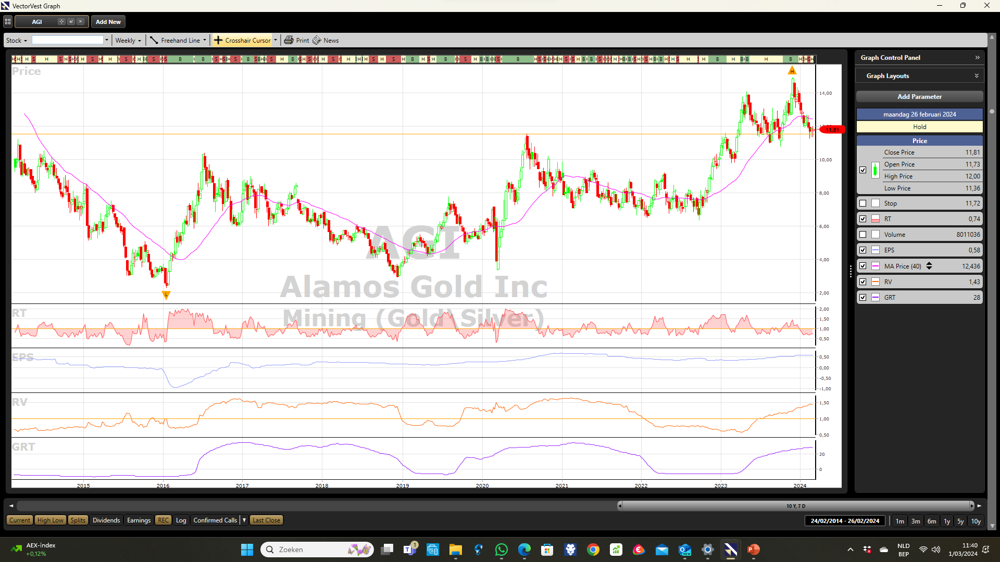 VectorVest Graph
AGI
Add New
Stock
Weekly
Freehand Line
Crosshair Cursor
Print
News
Price
H
14,00
12,00
11,81
10,00
8,00
6,00
4,00
2,00
L
AGI
Alamos Gold Inc
Mining (Gold\Silver)
RT
2,00
1,50
1,00
0,50
EPS
0,50
0,00
-0,50
-1,00
RV
1,50
1,00
0,50
GRT
20
0
2015 2016 2017 2018 2019 2020 2021 2022 2023 2024
Graph Control Panel
Graph Layouts
Add Parameter
maandag 26 februari 2024
Hold
Price
Close Price 11,81
Open Price 11,73
High Price 12,00
Low Price 11,36
Stop 11,72
RT 0,74
Volume 8011036
EPS 0,58
MA Price (40) 12,436
RV 1,43
GRT 28
10 Y, 7 D
Current High Low Splits Dividends Earnings REC Log Confirmed Calls Last Close
24/02/2014 - 26/02/2024 1m 3m 6m 1y 5y 10y
AEX-index
+0,12%
Zoeken
1
NEW
NLD
BEP
11:40
1/03/2024